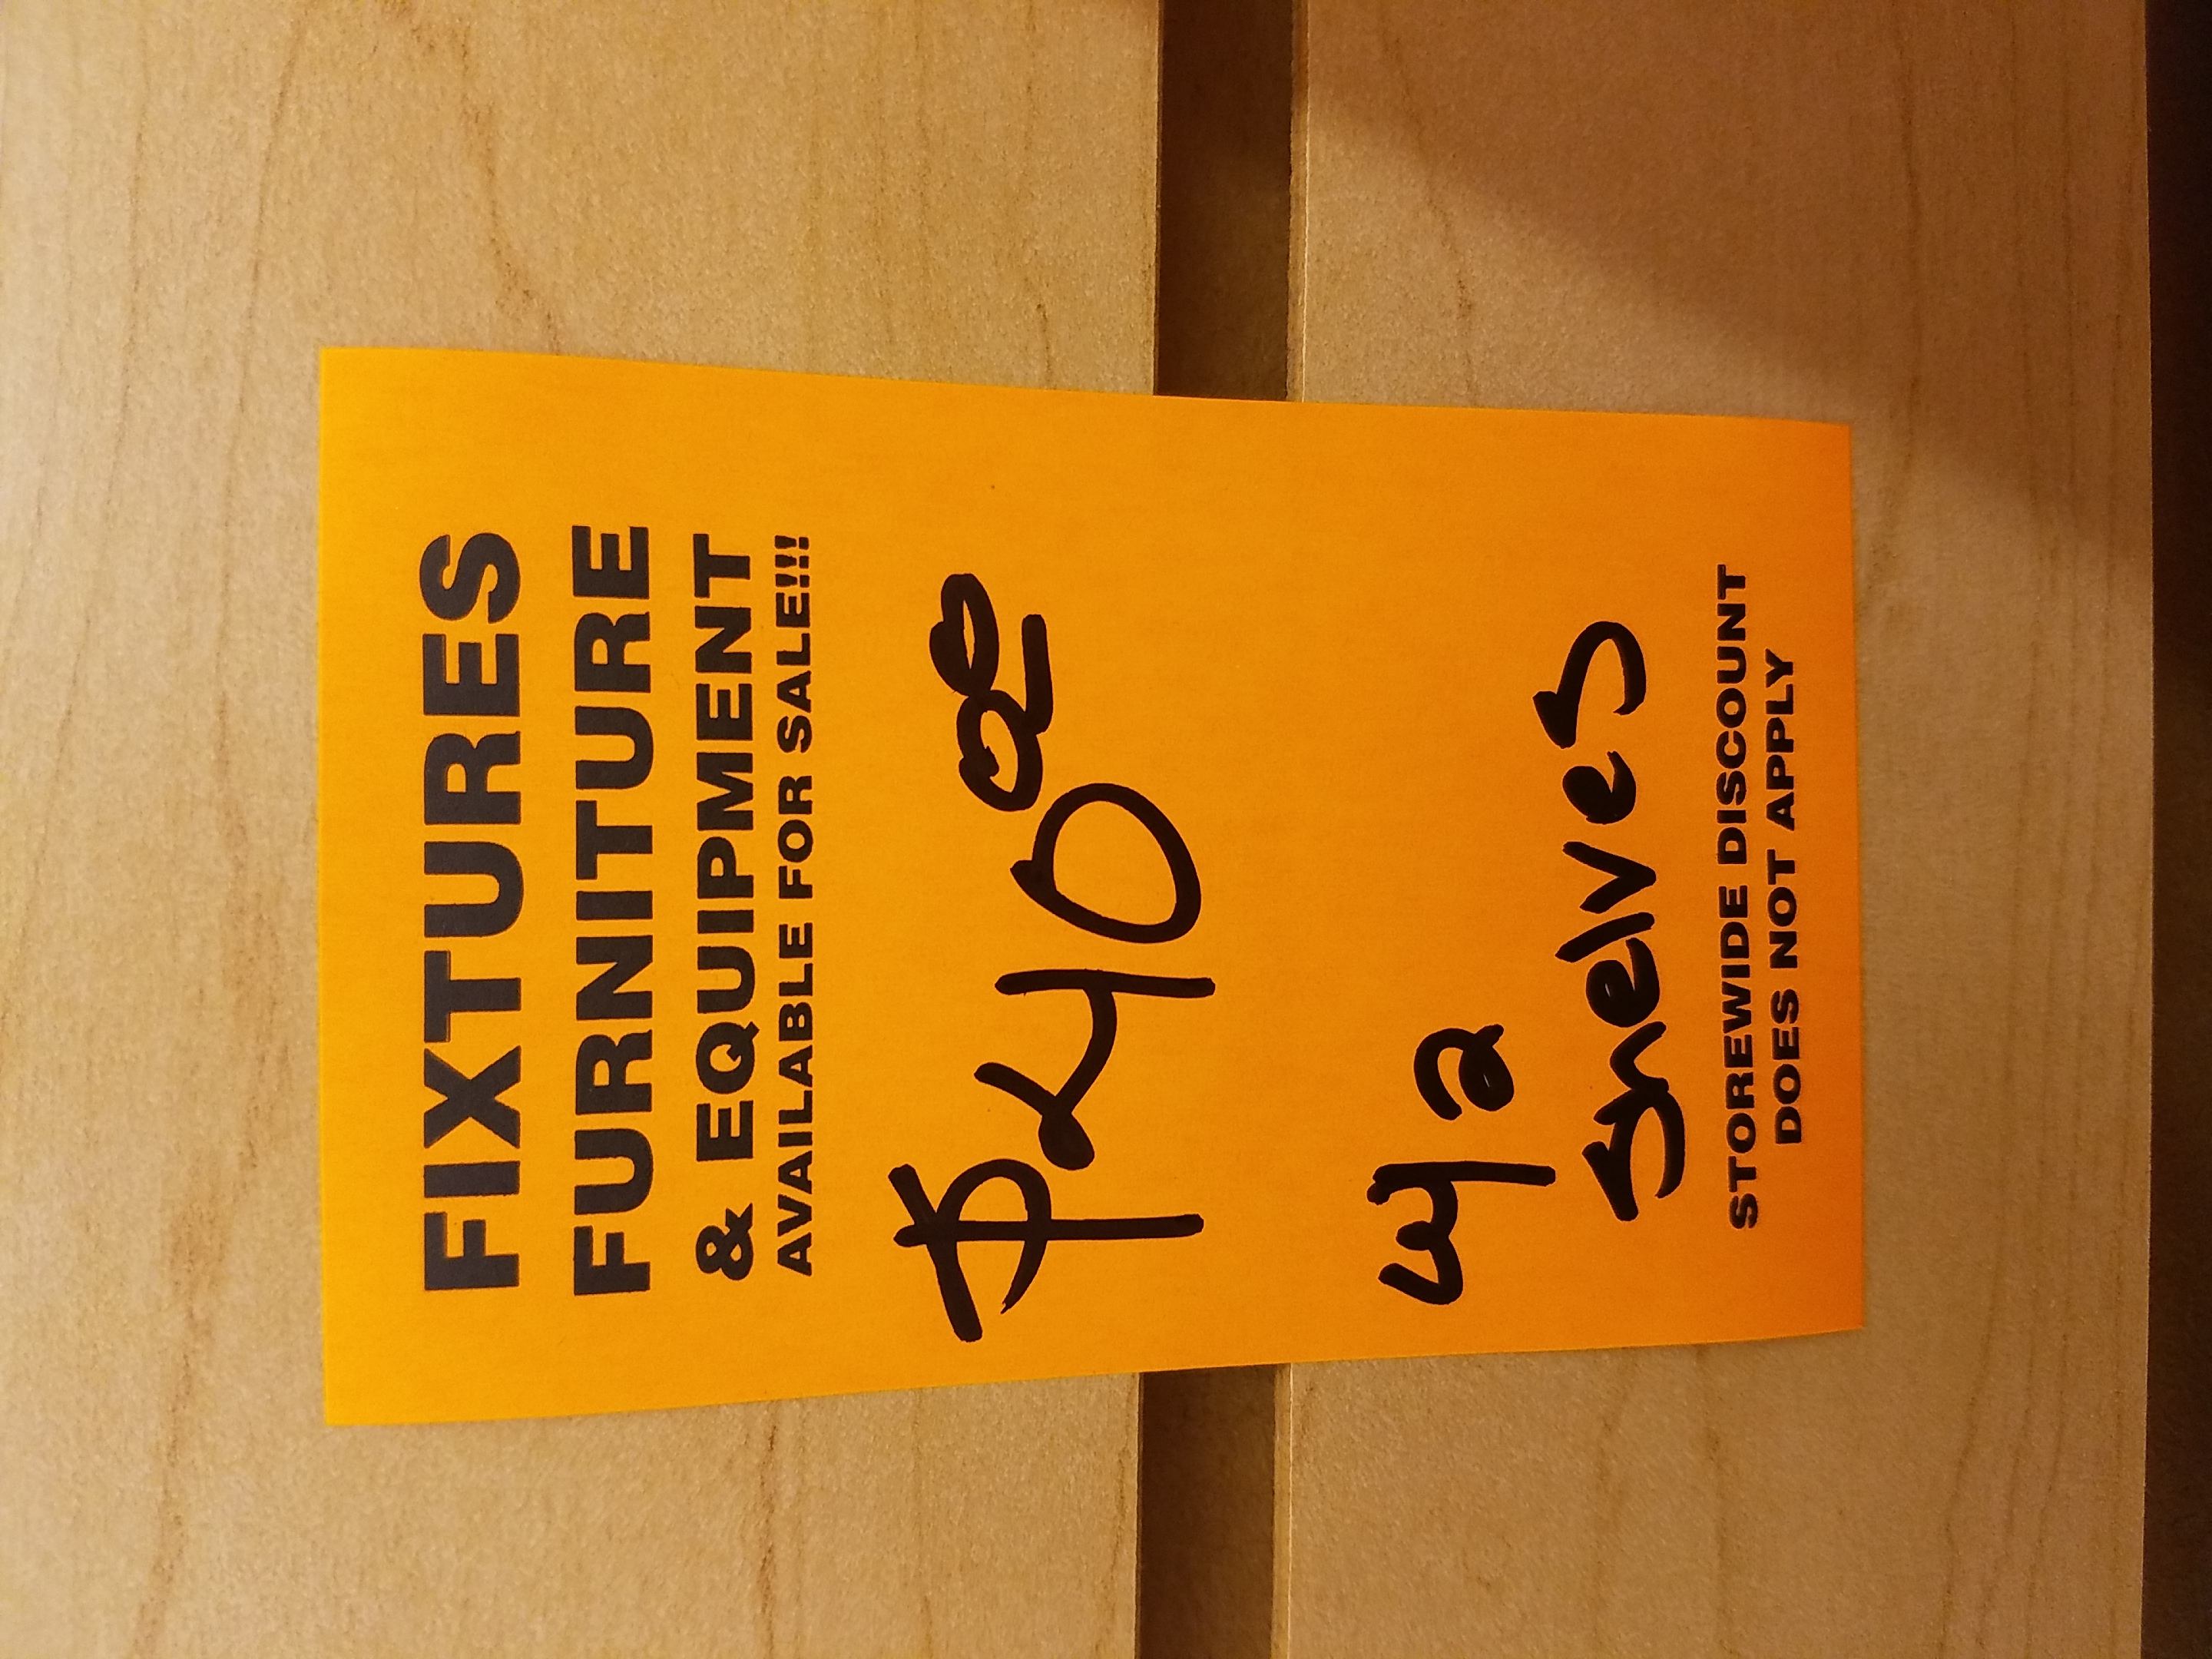 FIXTURES
FURNITURE
& EQUIPMENT
AVAILABLE FOR SALE!!!
$40 00
w/ 2
shelves
STOREWIDE DISCOUNT
DOES NOT APPLY